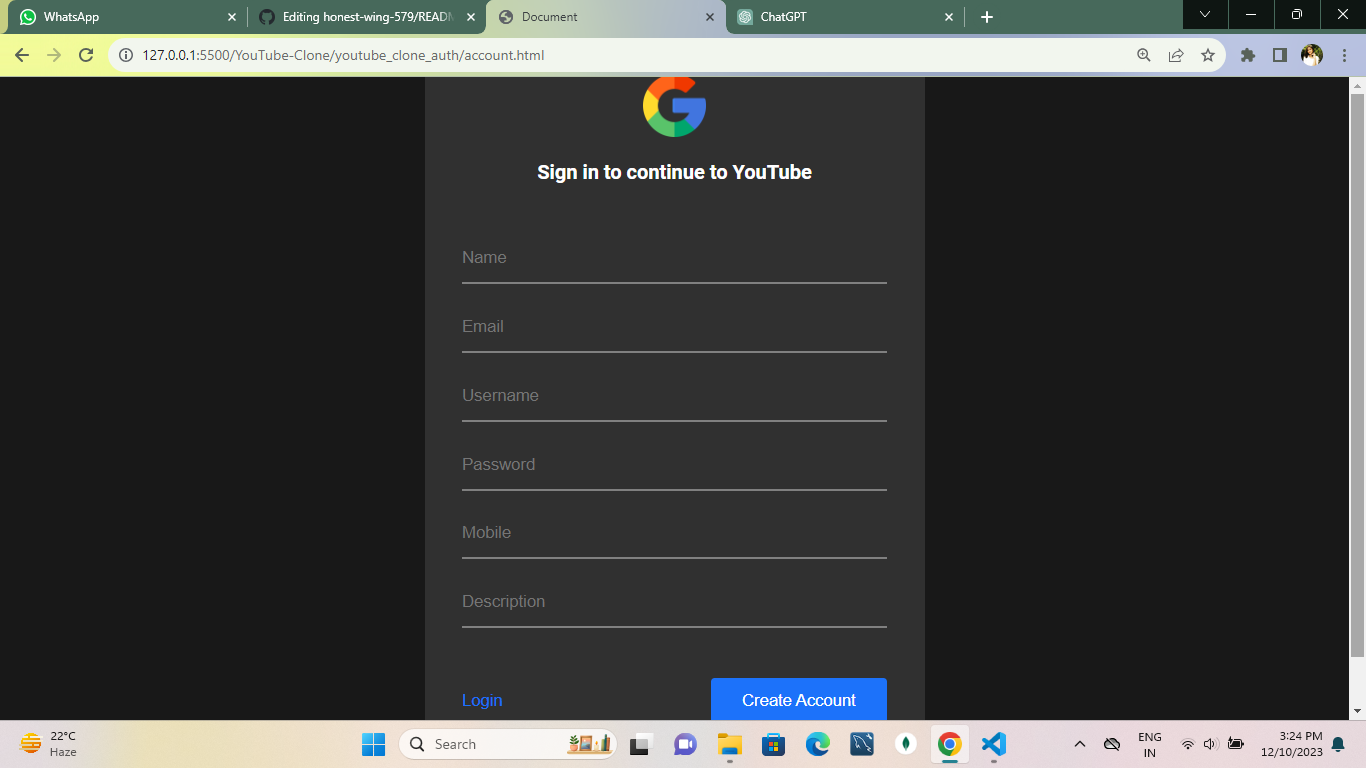 WhatsApp
Editing honest-wing-579/READM
Document
ChatGPT
127.0.0.1:5500/YouTube-Clone/youtube_clone_auth/account.html
Sign in to continue to YouTube
Name
Email
Username
Password
Mobile
Description
Login
Create Account
22°C
Haze
Search
ENG
IN
3:24 PM
12/10/2023